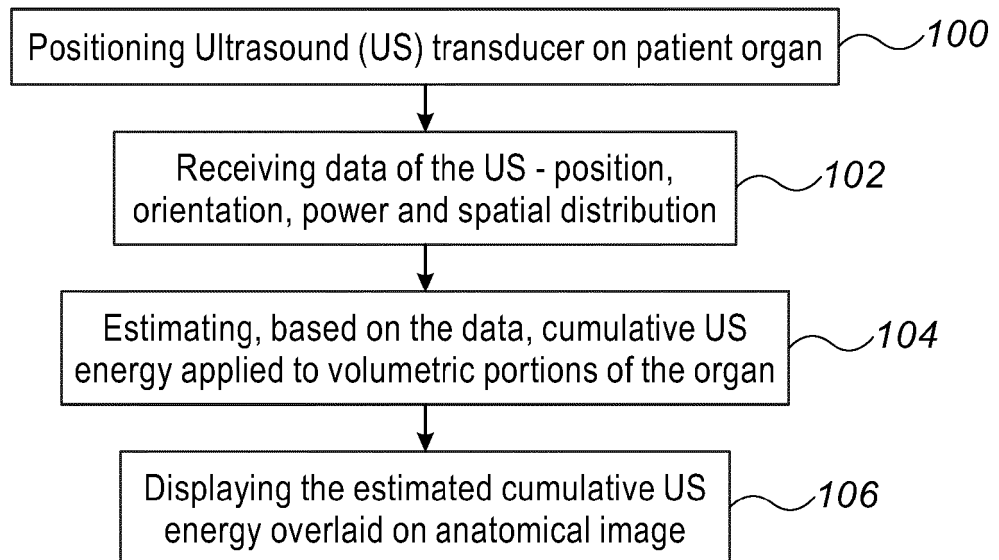 Positioning Ultrasound (US) transducer on patient organ
100
Receiving data of the US - position,
orientation, power and spatial distribution
102
Estimating, based on the data, cumulative US
energy applied to volumetric portions of the organ
104
Displaying the estimated cumulative US
energy overlaid on anatomical image
106